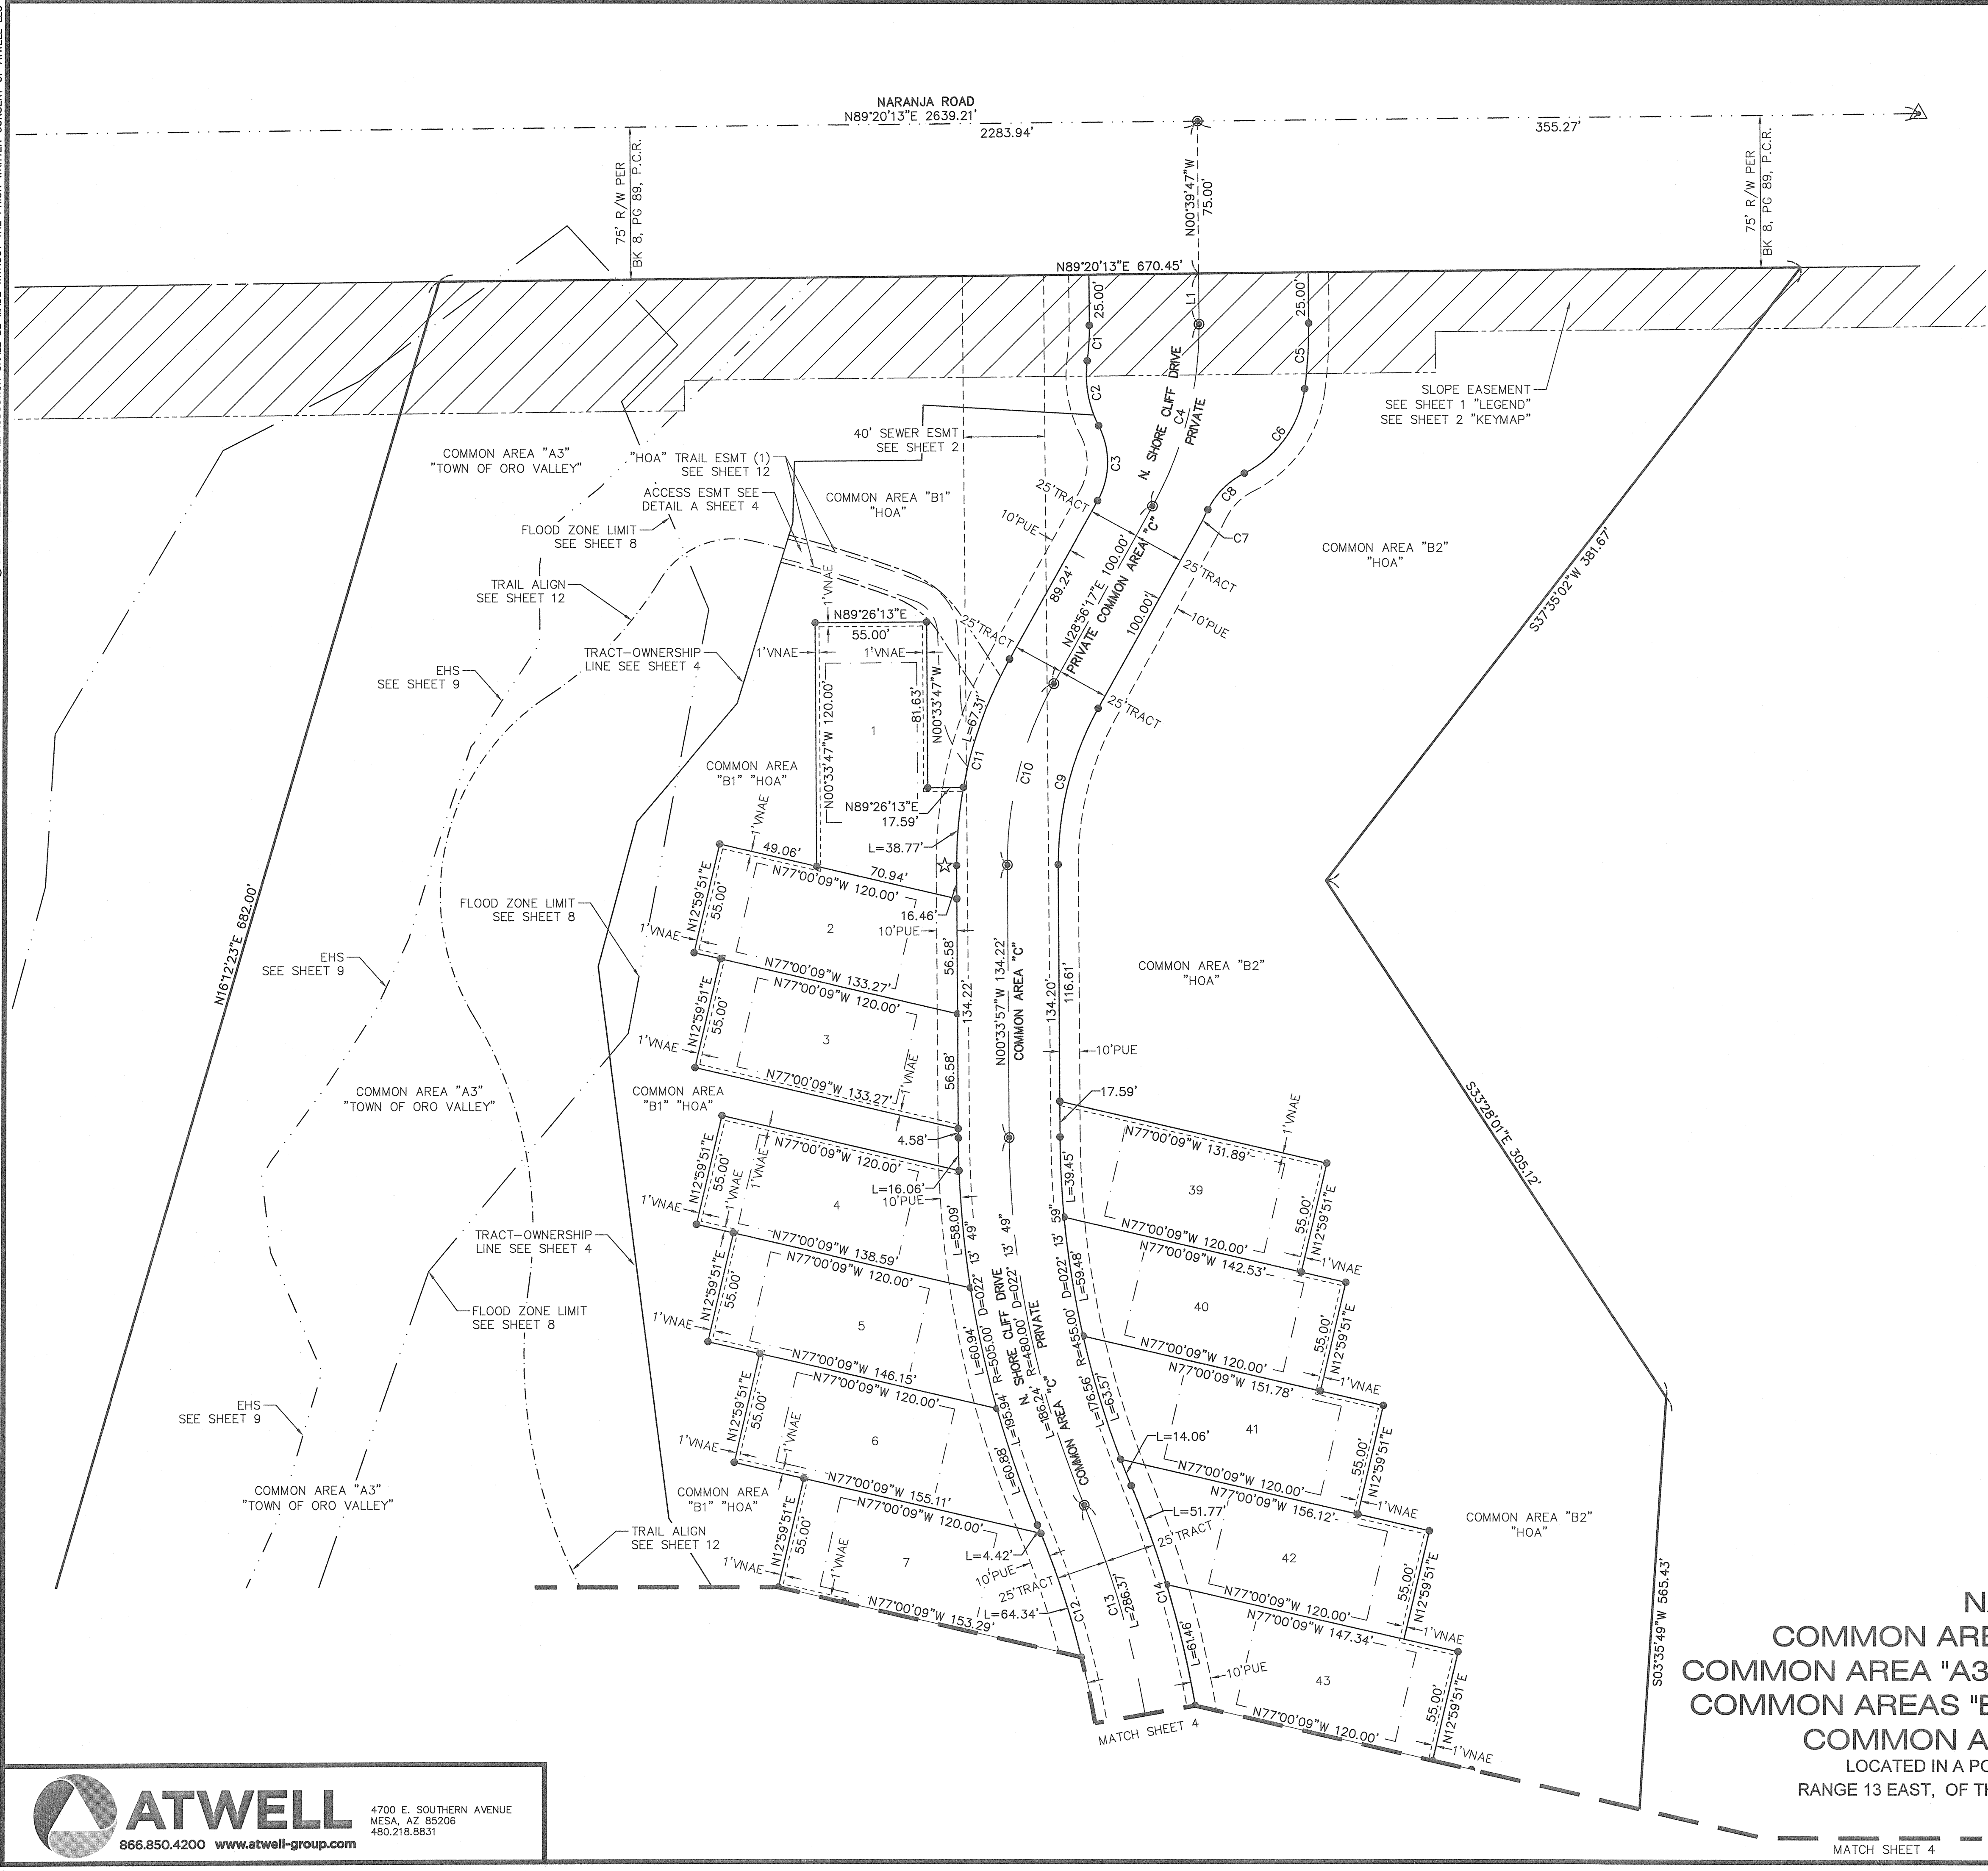 NARANJA ROAD
N89°20'13"E 2639.21'
2283.94'
355.27'
75' R/W PER
BK 8, PG 89, P.C.R.
N00°39'47"W
75.00'
75' R/W PER
BK 8, PG 89, P.C.R.
N89°20'13"E 670.45'
25.00'
L1
25.00'
C1
C5
C2
N. SHORE CLIFF DRIVE
C4
PRIVATE
C6
SLOPE EASEMENT
SEE SHEET 1 "LEGEND"
SEE SHEET 2 "KEYMAP"
40' SEWER ESMT
SEE SHEET 2
COMMON AREA "A3"
"TOWN OF ORO VALLEY"
"HOA" TRAIL ESMT (1)
SEE SHEET 12
C3
ACCESS ESMT SEE
DETAIL A SHEET 4
COMMON AREA "B1"
"HOA"
25'TRACT
C8
10'PUE
FLOOD ZONE LIMIT
SEE SHEET 8
C7
COMMON AREA "B2"
"HOA"
S37°35'02"W 381.67'
TRAIL ALIGN
SEE SHEET 12
1'VNAE
89.24'
N28°56'17"E 100.00'
PRIVATE COMMON AREA "C"
25'TRACT
100.00'
10'PUE
N89°26'13"E
55.00'
25'TRACT
TRACT-OWNERSHIP
LINE SEE SHEET 4
1'VNAE
1'VNAE
EHS
SEE SHEET 9
N00°33'47"W 120.00'
81.63'
N00°33'47"W
L=67.31'
25'TRACT
1
C11
C10
C9
COMMON AREA
"B1" "HOA"
N89°26'13"E
17.59'
1'VNAE
L=38.77'
49.06'
70.94'
N77°00'09"W 120.00'
N16°12'23"E 682.00'
N12°59'51"E
55.00'
16.46'
FLOOD ZONE LIMIT
SEE SHEET 8
2
1'VNAE
10'PUE
56.58'
N77°00'09"W 133.27'
N77°00'09"W 120.00'
EHS
SEE SHEET 9
134.22'
N00°33'57"W 134.22'
COMMON AREA "C"
134.20'
116.61'
COMMON AREA "B2"
"HOA"
N12°59'51"E
55.00'
3
1'VNAE
56.58'
1'VNAE
10'PUE
N77°00'09"W 133.27'
COMMON AREA "A3"
"TOWN OF ORO VALLEY"
COMMON AREA
"B1" "HOA"
17.59'
S33°28'01"E 305.12'
4.58'
N77°00'09"W 120.00'
N77°00'09"W 131.89'
1'VNAE
N12°59'51"E
55.00'
1'VNAE
1'VNAE
L=16.06'
10'PUE
L=39.45'
39
4
1'VNAE
L=58.09'
55.00'
N12°59'51"E
N77°00'09"W 120.00'
N77°00'09"W 142.53'
1'VNAE
TRACT-OWNERSHIP
LINE SEE SHEET 4
N77°00'09"W 138.59'
N77°00'09"W 120.00'
N12°59'51"E
55.00'
FLOOD ZONE LIMIT
SEE SHEET 8
5
1'VNAE
L=60.94'
L=195.94' R=505.00' D=022° 13' 49"
N. SHORE CLIFF DRIVE
L=186.24' R=480.00' D=022° 13' 49"
PRIVATE
COMMON AREA "C"
L=176.56' R=455.00' D=022° 13' 59"
L=59.48'
40
55.00'
N12°59'51"E
N77°00'09"W 120.00'
N77°00'09"W 151.78'
1'VNAE
N77°00'09"W 146.15'
N77°00'09"W 120.00'
EHS
SEE SHEET 9
N12°59'51"E
55.00'
6
1'VNAE
1'VNAE
L=60.88'
L=63.57'
41
55.00'
N12°59'51"E
L=14.06'
N77°00'09"W 120.00'
N77°00'09"W 156.12'
1'VNAE
COMMON AREA "A3"
"TOWN OF ORO VALLEY"
COMMON AREA
"B1" "HOA"
N77°00'09"W 155.11'
N77°00'09"W 120.00'
L=51.77'
COMMON AREA "B2"
"HOA"
TRAIL ALIGN
SEE SHEET 12
N12°59'51"E
55.00'
7
1'VNAE
1'VNAE
L=4.42'
10'PUE
25'TRACT
25'TRACT
42
55.00'
N12°59'51"E
N77°00'09"W 120.00'
N77°00'09"W 147.34'
1'VNAE
N77°00'09"W 153.29'
L=64.34'
C12
C13
L=286.37'
C14
L=61.46'
10'PUE
43
55.00'
N12°59'51"E
N77°00'09"W 120.00'
1'VNAE
S03°35'49"W 565.43'
MATCH SHEET 4
COMMON ARE
COMMON AREA "A3
COMMON AREAS "B
COMMON A
LOCATED IN A PO
RANGE 13 EAST, OF TH
MATCH SHEET 4
ATWELL
866.850.4200 www.atwell-group.com
4700 E. SOUTHERN AVENUE
MESA, AZ 85206
480.218.8831